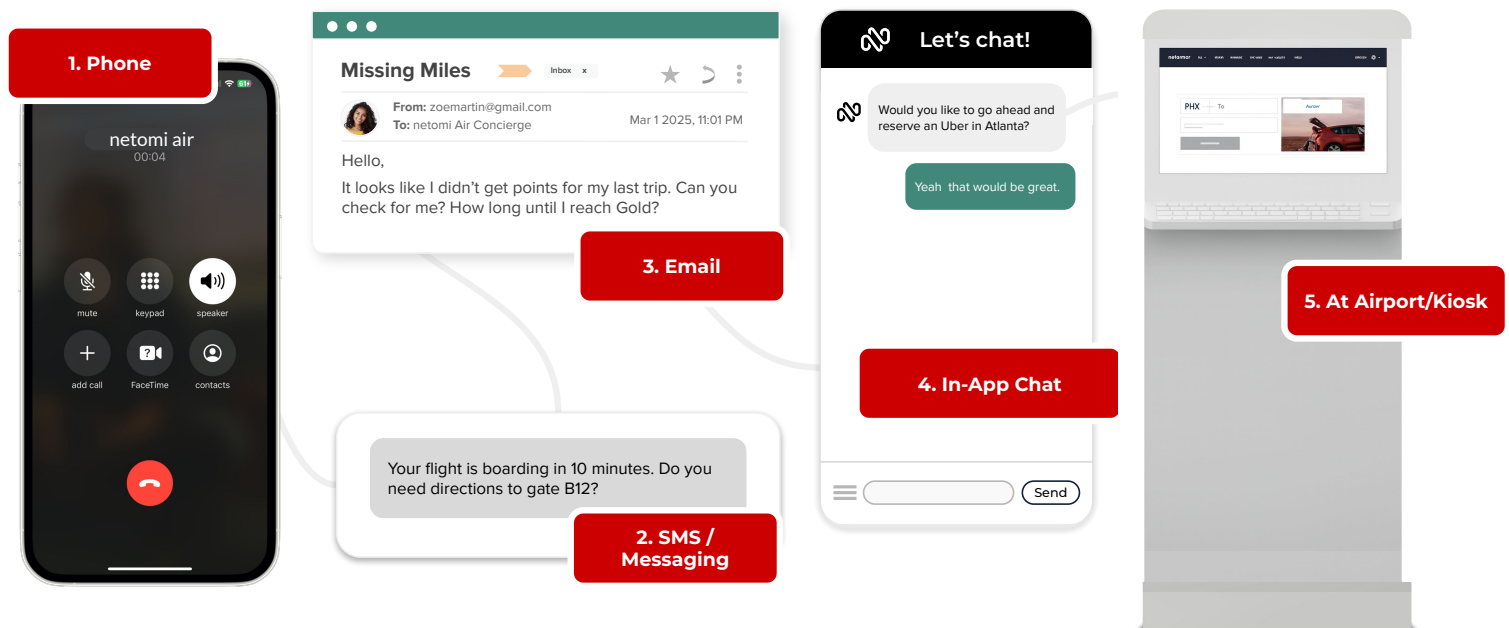 1. Phone
61+
netomi air
00:04
mute
keypad
speaker
add call
FaceTime
contacts
Missing Miles
Inbox x
From: zoemartin@gmail.com
To: netomi Air Concierge
Mar 1 2025, 11:01 PM
Hello,
It looks like I didn't get points for my last trip. Can you
check for me? How long until I reach Gold?
3. Email
Your flight is boarding in 10 minutes. Do you
need directions to gate B12?
2. SMS /
Messaging
Let's chat!
Would you like to go ahead and
reserve an Uber in Atlanta?
Yeah that would be great.
4. In-App Chat
Send
PHX To
5. At Airport/Kiosk